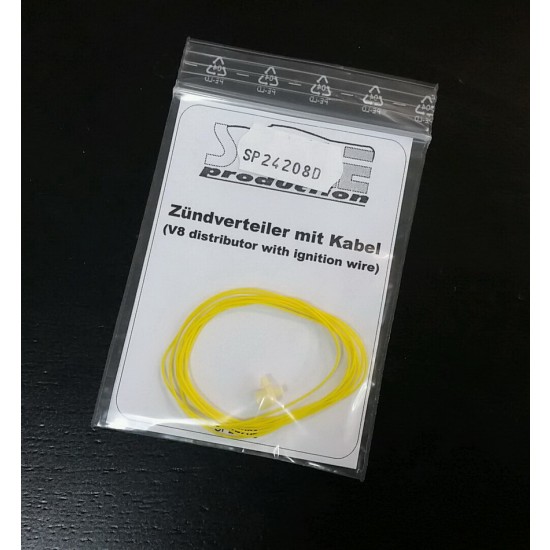 SP24208D
production
Zündverteiler mit Kabel
(V8 distributor with ignition wire)